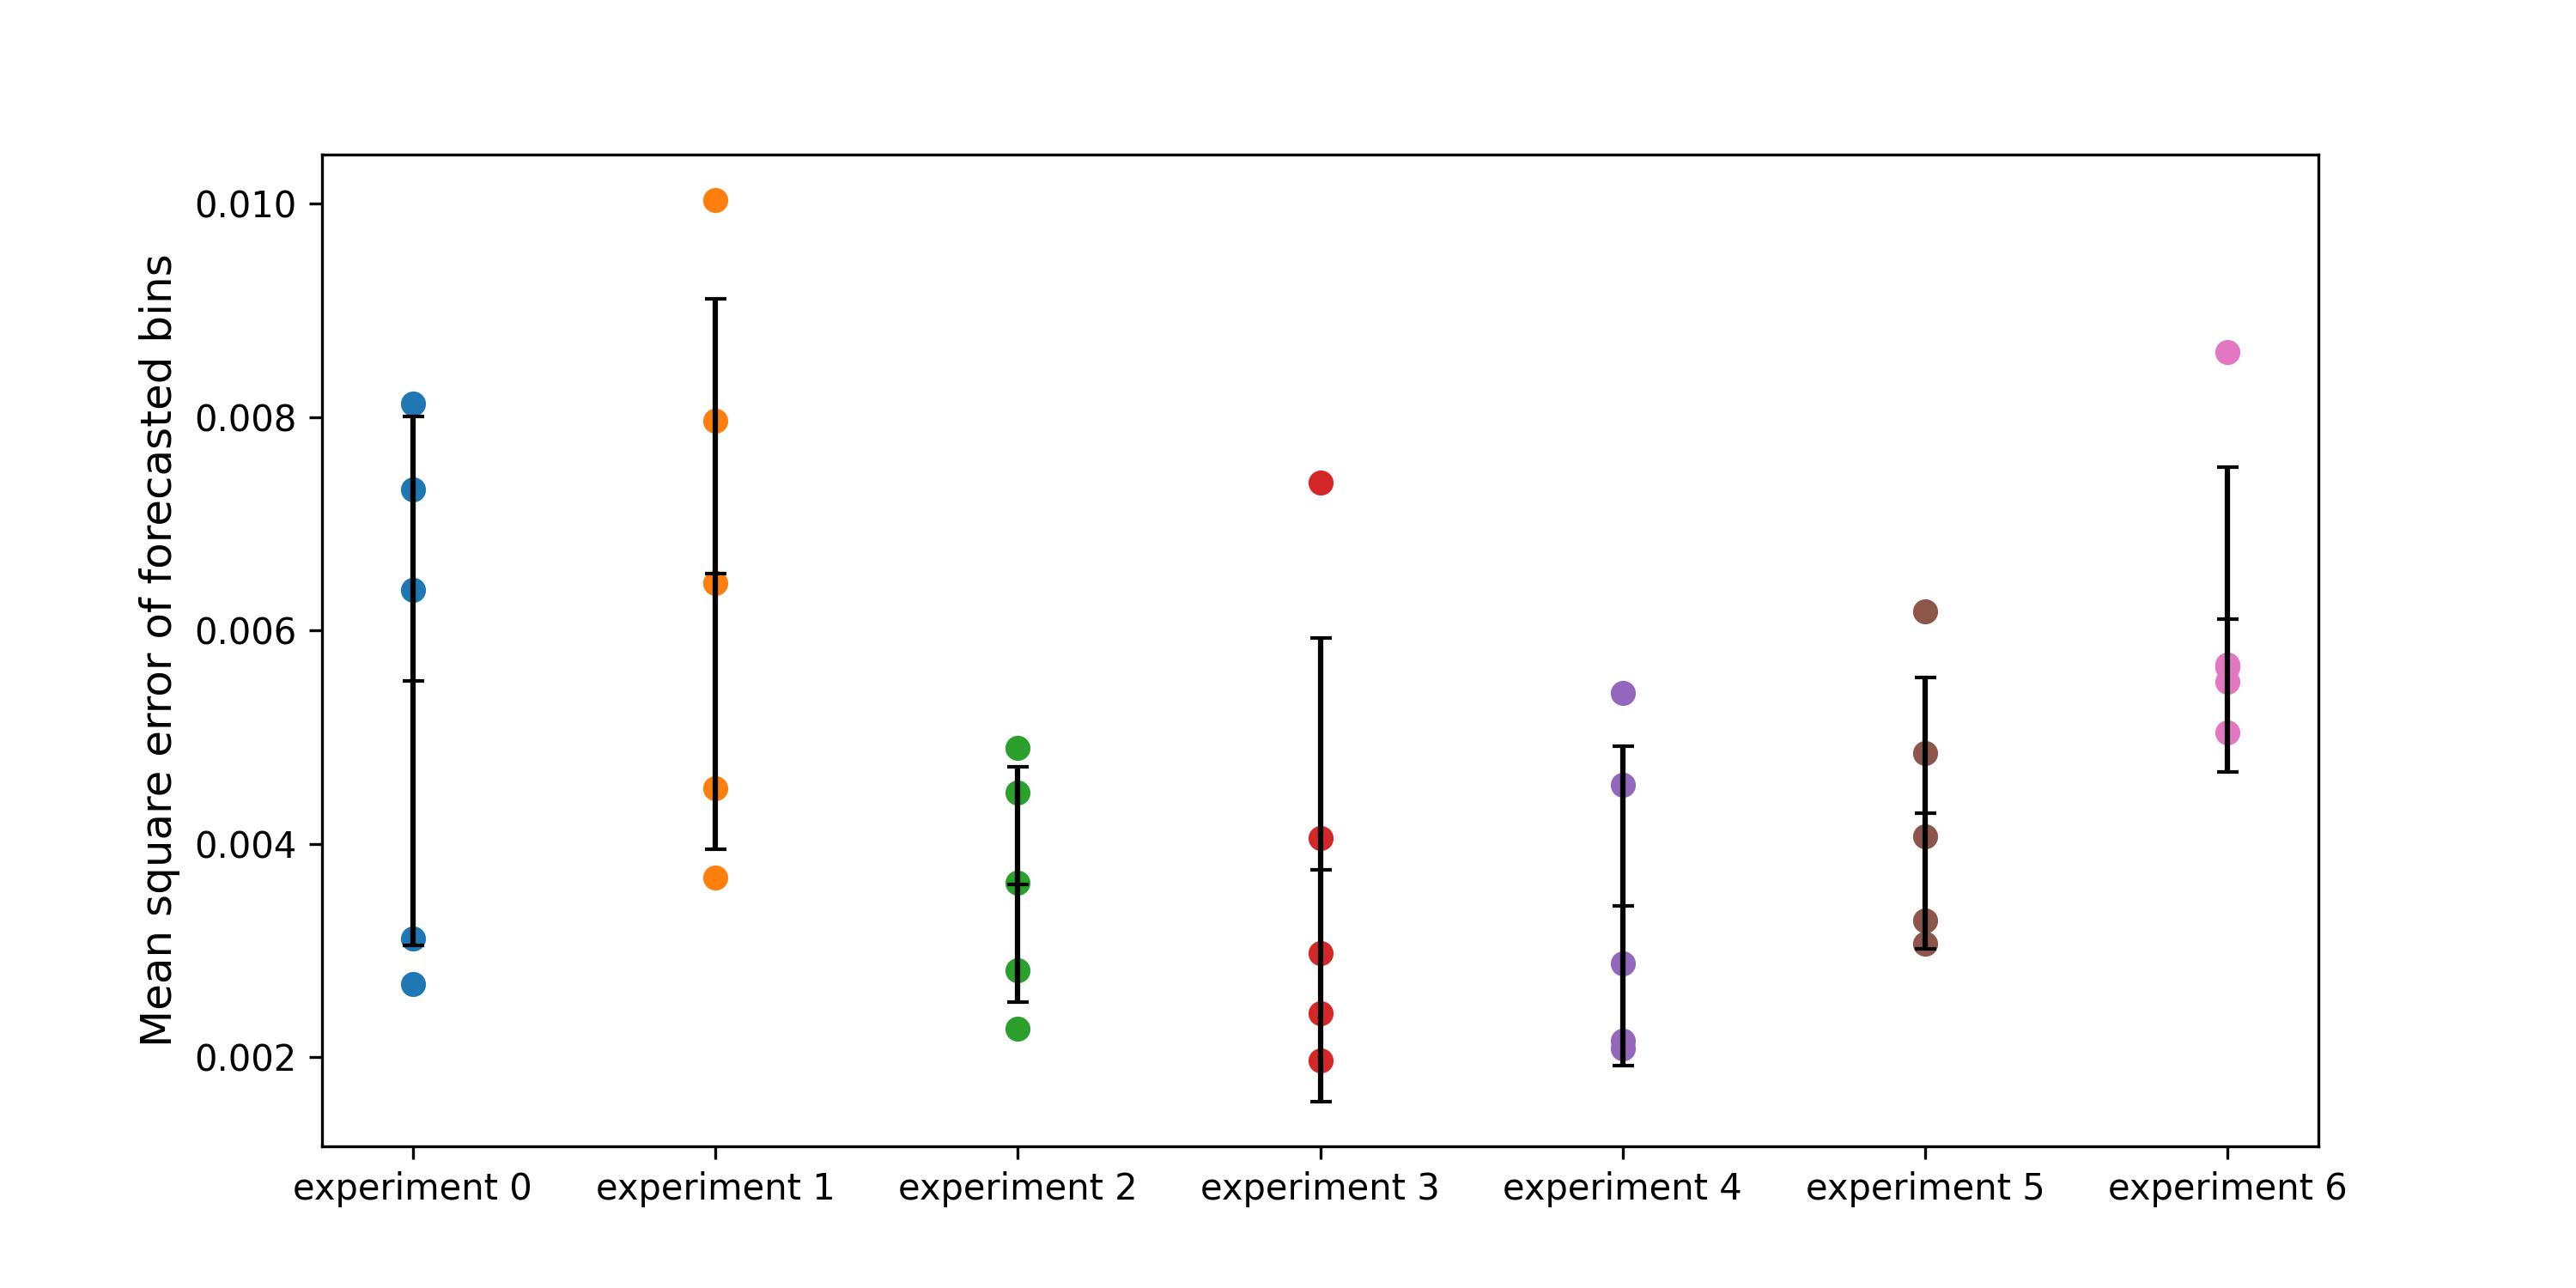 Mean square error of forecasted bins
0.010
0.008
0.006
0.004
0.002
experiment 0
experiment 1
experiment 2
experiment 3
experiment 4
experiment 5
experiment 6